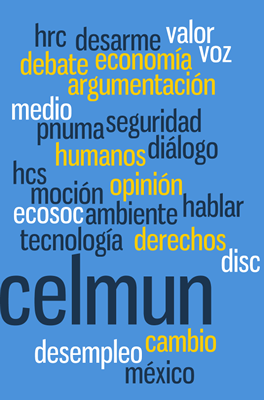 hrc desarme valor
debate economía voz
argumentación
medio
pnuma seguridad
humanos diálogo
hcs
moción opinión
ecosoc ambiente hablar
tecnología derechos
disc
celmun
desempleo cambio
méxico